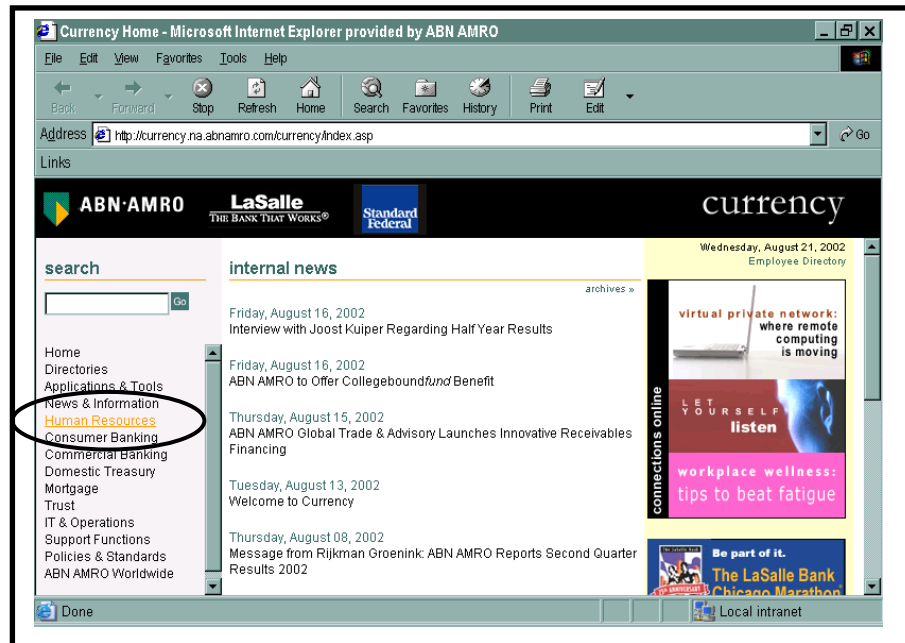 Currency Home - Microsoft Internet Explorer provided by ABN AMRO
File Edit View Favorites Tools Help
Back Forward Stop Refresh Home Search Favorites History Print Edit
Address http://currency.na.abnamro.com/currency/index.asp Go
Links
ABN·AMRO
LaSalle
THE BANK THAT WORKS®
Standard
Federal
currency
Wednesday, August 21, 2002
Employee Directory
search
Go
Home
Directories
Applications & Tools
News & Information
Human Resources
Consumer Banking
Commercial Banking
Domestic Treasury
Mortgage
Trust
IT & Operations
Support Functions
Policies & Standards
ABN AMRO Worldwide
internal news
archives »
Friday, August 16, 2002
Interview with Joost Kuiper Regarding Half Year Results
Friday, August 16, 2002
ABN AMRO to Offer Collegeboundfund Benefit
Thursday, August 15, 2002
ABN AMRO Global Trade & Advisory Launches Innovative Receivables
Financing
Tuesday, August 13, 2002
Welcome to Currency
Thursday, August 08, 2002
Message from Rijkman Groenink: ABN AMRO Reports Second Quarter
Results 2002
connections online
virtual private network:
where remote
computing
is moving
LET
YOURSELF
listen
workplace wellness:
tips to beat fatigue
Be part of it.
The LaSalle Bank
Chicago Marathon
Done
Local intranet